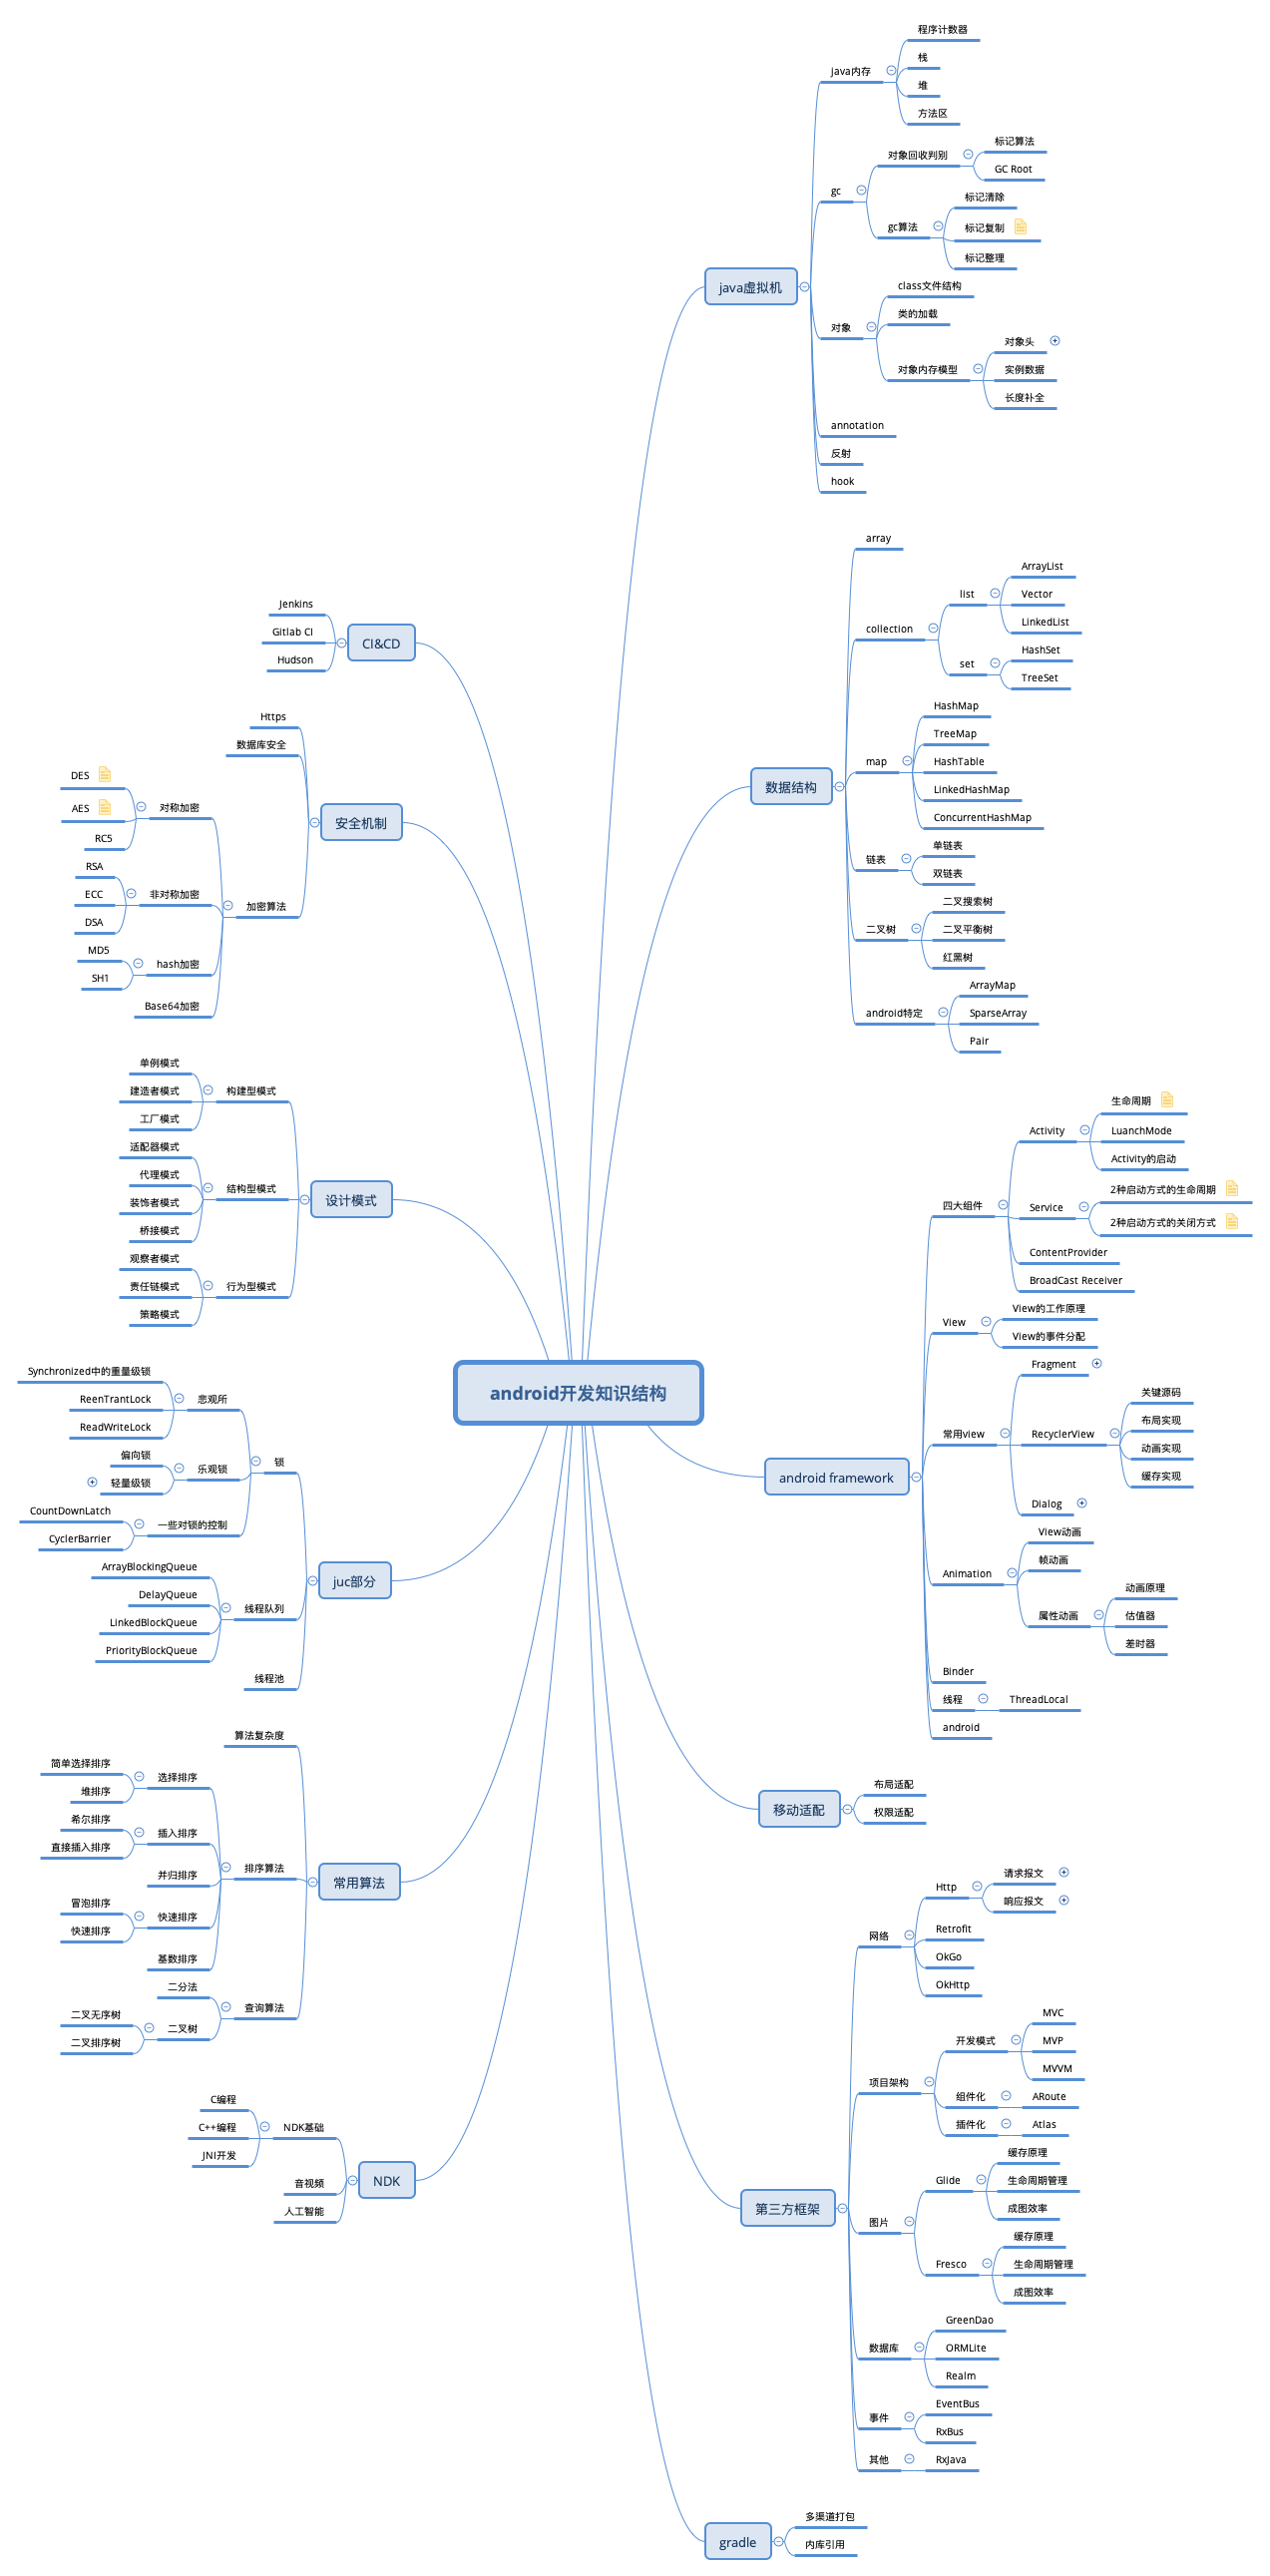 android开发知识结构
java虚拟机
java内存
程序计数器
栈
堆
方法区
gc
对象回收判别
标记算法
GC Root
gc算法
标记清除
标记复制
标记整理
对象
class文件结构
类的加载
对象内存模型
对象头
实例数据
长度补全
annotation
反射
hook
数据结构
array
collection
list
ArrayList
Vector
LinkedList
set
HashSet
TreeSet
map
HashMap
TreeMap
HashTable
LinkedHashMap
ConcurrentHashMap
链表
单链表
双链表
二叉树
二叉搜索树
二叉平衡树
红黑树
android特定
ArrayMap
SparseArray
Pair
android framework
四大组件
Activity
生命周期
LuanchMode
Activity的启动
Service
2种启动方式的生命周期
2种启动方式的关闭方式
ContentProvider
BroadCast Receiver
View
View的工作原理
View的事件分配
常用view
Fragment
RecyclerView
关键源码
布局实现
动画实现
缓存实现
Dialog
Animation
View动画
帧动画
属性动画
动画原理
估值器
差时器
Binder
线程
ThreadLocal
android
移动适配
布局适配
权限适配
第三方框架
网络
Http
请求报文
响应报文
Retrofit
OkGo
OkHttp
项目架构
开发模式
MVC
MVP
MVVM
组件化
ARoute
插件化
Atlas
图片
Glide
缓存原理
生命周期管理
成图效率
Fresco
缓存原理
生命周期管理
成图效率
数据库
GreenDao
ORMLite
Realm
事件
EventBus
RxBus
其他
RxJava
gradle
多渠道打包
内库引用
CI&CD
Jenkins
Gitlab CI
Hudson
安全机制
Https
数据库安全
加密算法
对称加密
DES
AES
RC5
非对称加密
RSA
ECC
DSA
hash加密
MD5
SH1
Base64加密
设计模式
构建型模式
单例模式
建造者模式
工厂模式
结构型模式
适配器模式
代理模式
装饰者模式
桥接模式
行为型模式
观察者模式
责任链模式
策略模式
juc部分
锁
悲观所
Synchronized中的重量级锁
ReenTrantLock
ReadWriteLock
乐观锁
偏向锁
轻量级锁
一些对锁的控制
CountDownLatch
CyclerBarrier
线程队列
ArrayBlockingQueue
DelayQueue
LinkedBlockQueue
PriorityBlockQueue
线程池
常用算法
算法复杂度
排序算法
选择排序
简单选择排序
堆排序
插入排序
希尔排序
直接插入排序
并归排序
快速排序
冒泡排序
快速排序
基数排序
查询算法
二分法
二叉树
二叉无序树
二叉排序树
NDK
NDK基础
C编程
C++编程
JNI开发
音视频
人工智能